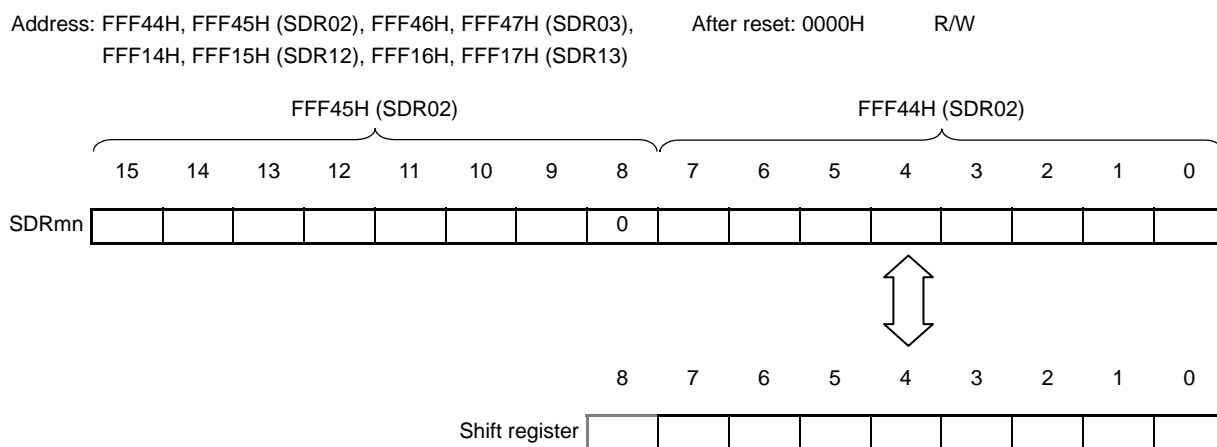 Address: FFF44H, FFF45H (SDR02), FFF46H, FFF47H (SDR03), After reset: 0000H R/W
FFF14H, FFF15H (SDR12), FFF16H, FFF17H (SDR13)
FFF45H (SDR02) FFF44H (SDR02)
15 14 13 12 11 10 9 8 7 6 5 4 3 2 1 0
SDRmn 0
8 7 6 5 4 3 2 1 0
Shift register